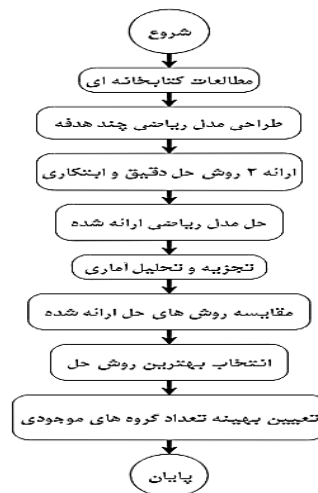 شروع
مطالعات کتابخانه ای
طراحی مدل ریاضی چند هدفه
ارائه ۲ روش حل دقیق و ابتکاری
حل مدل ریاضی ارائه شده
تجزیه و تحلیل آماری
مقایسه روش های حل ارائه شده
انتخاب بهترین روش حل
تعیین بهینه تعداد گروه های موجودی
پایان